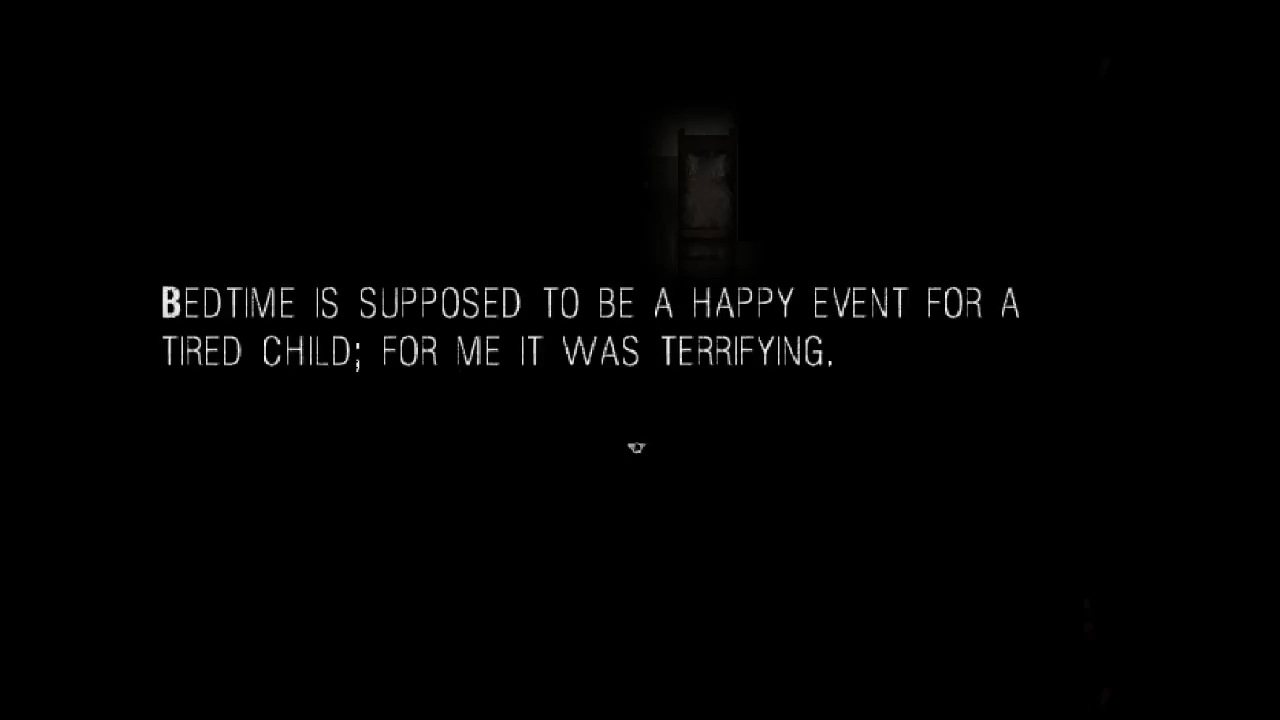 BEDTIME IS SUPPOSED TO BE A HAPPY EVENT FOR A
TIRED CHILD; FOR ME IT WAS TERRIFYING.